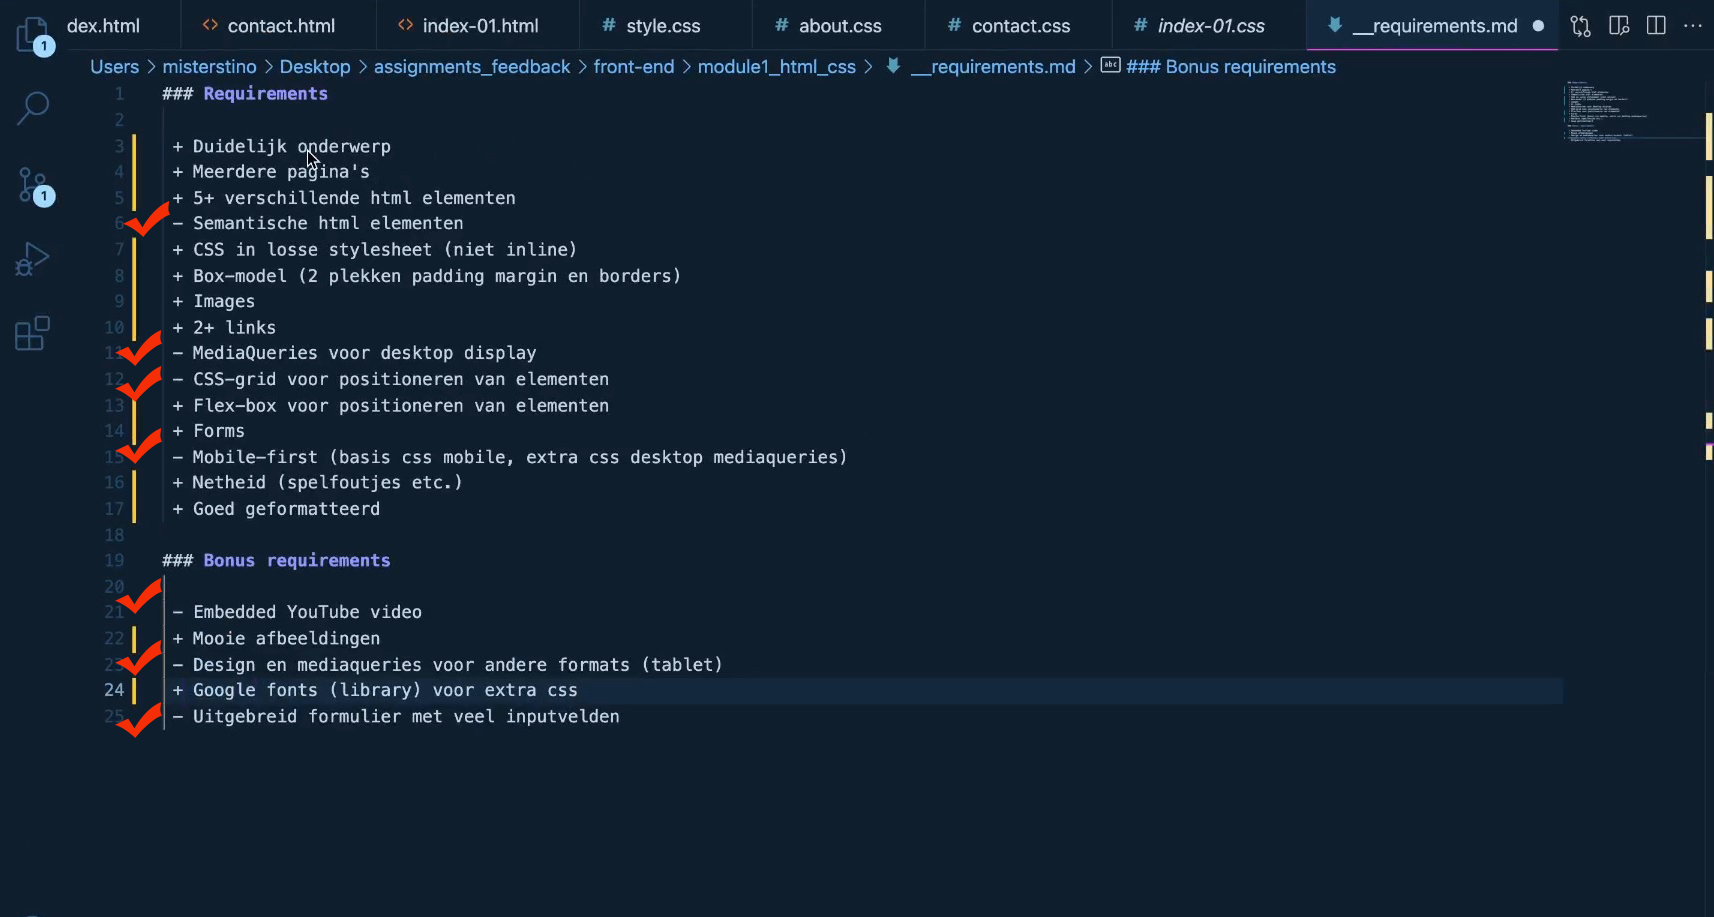 dex.html
<> contact.html
<> index-01.html
# style.css
# about.css
# contact.css
# index-01.css
__requirements.md
1
Users > misterstino > Desktop > assignments_feedback > front-end > module1_html_css > __requirements.md > abc ### Bonus requirements
1 ### Requirements
2
3 + Duidelijk onderwerp
4 + Meerdere pagina's
5 + 5+ verschillende html elementen
6 - Semantische html elementen
7 + CSS in losse stylesheet (niet inline)
8 + Box-model (2 plekken padding margin en borders)
9 + Images
10 + 2+ links
11 - MediaQueries voor desktop display
12 - CSS-grid voor positioneren van elementen
13 + Flex-box voor positioneren van elementen
14 + Forms
15 - Mobile-first (basis css mobile, extra css desktop mediaqueries)
16 + Netheid (spelfoutjes etc.)
17 + Goed geformatteerd
18
19 ### Bonus requirements
20
21 - Embedded YouTube video
22 + Mooie afbeeldingen
23 - Design en mediaqueries voor andere formats (tablet)
24 + Google fonts (library) voor extra css
25 - Uitgebreid formulier met veel inputvelden
1